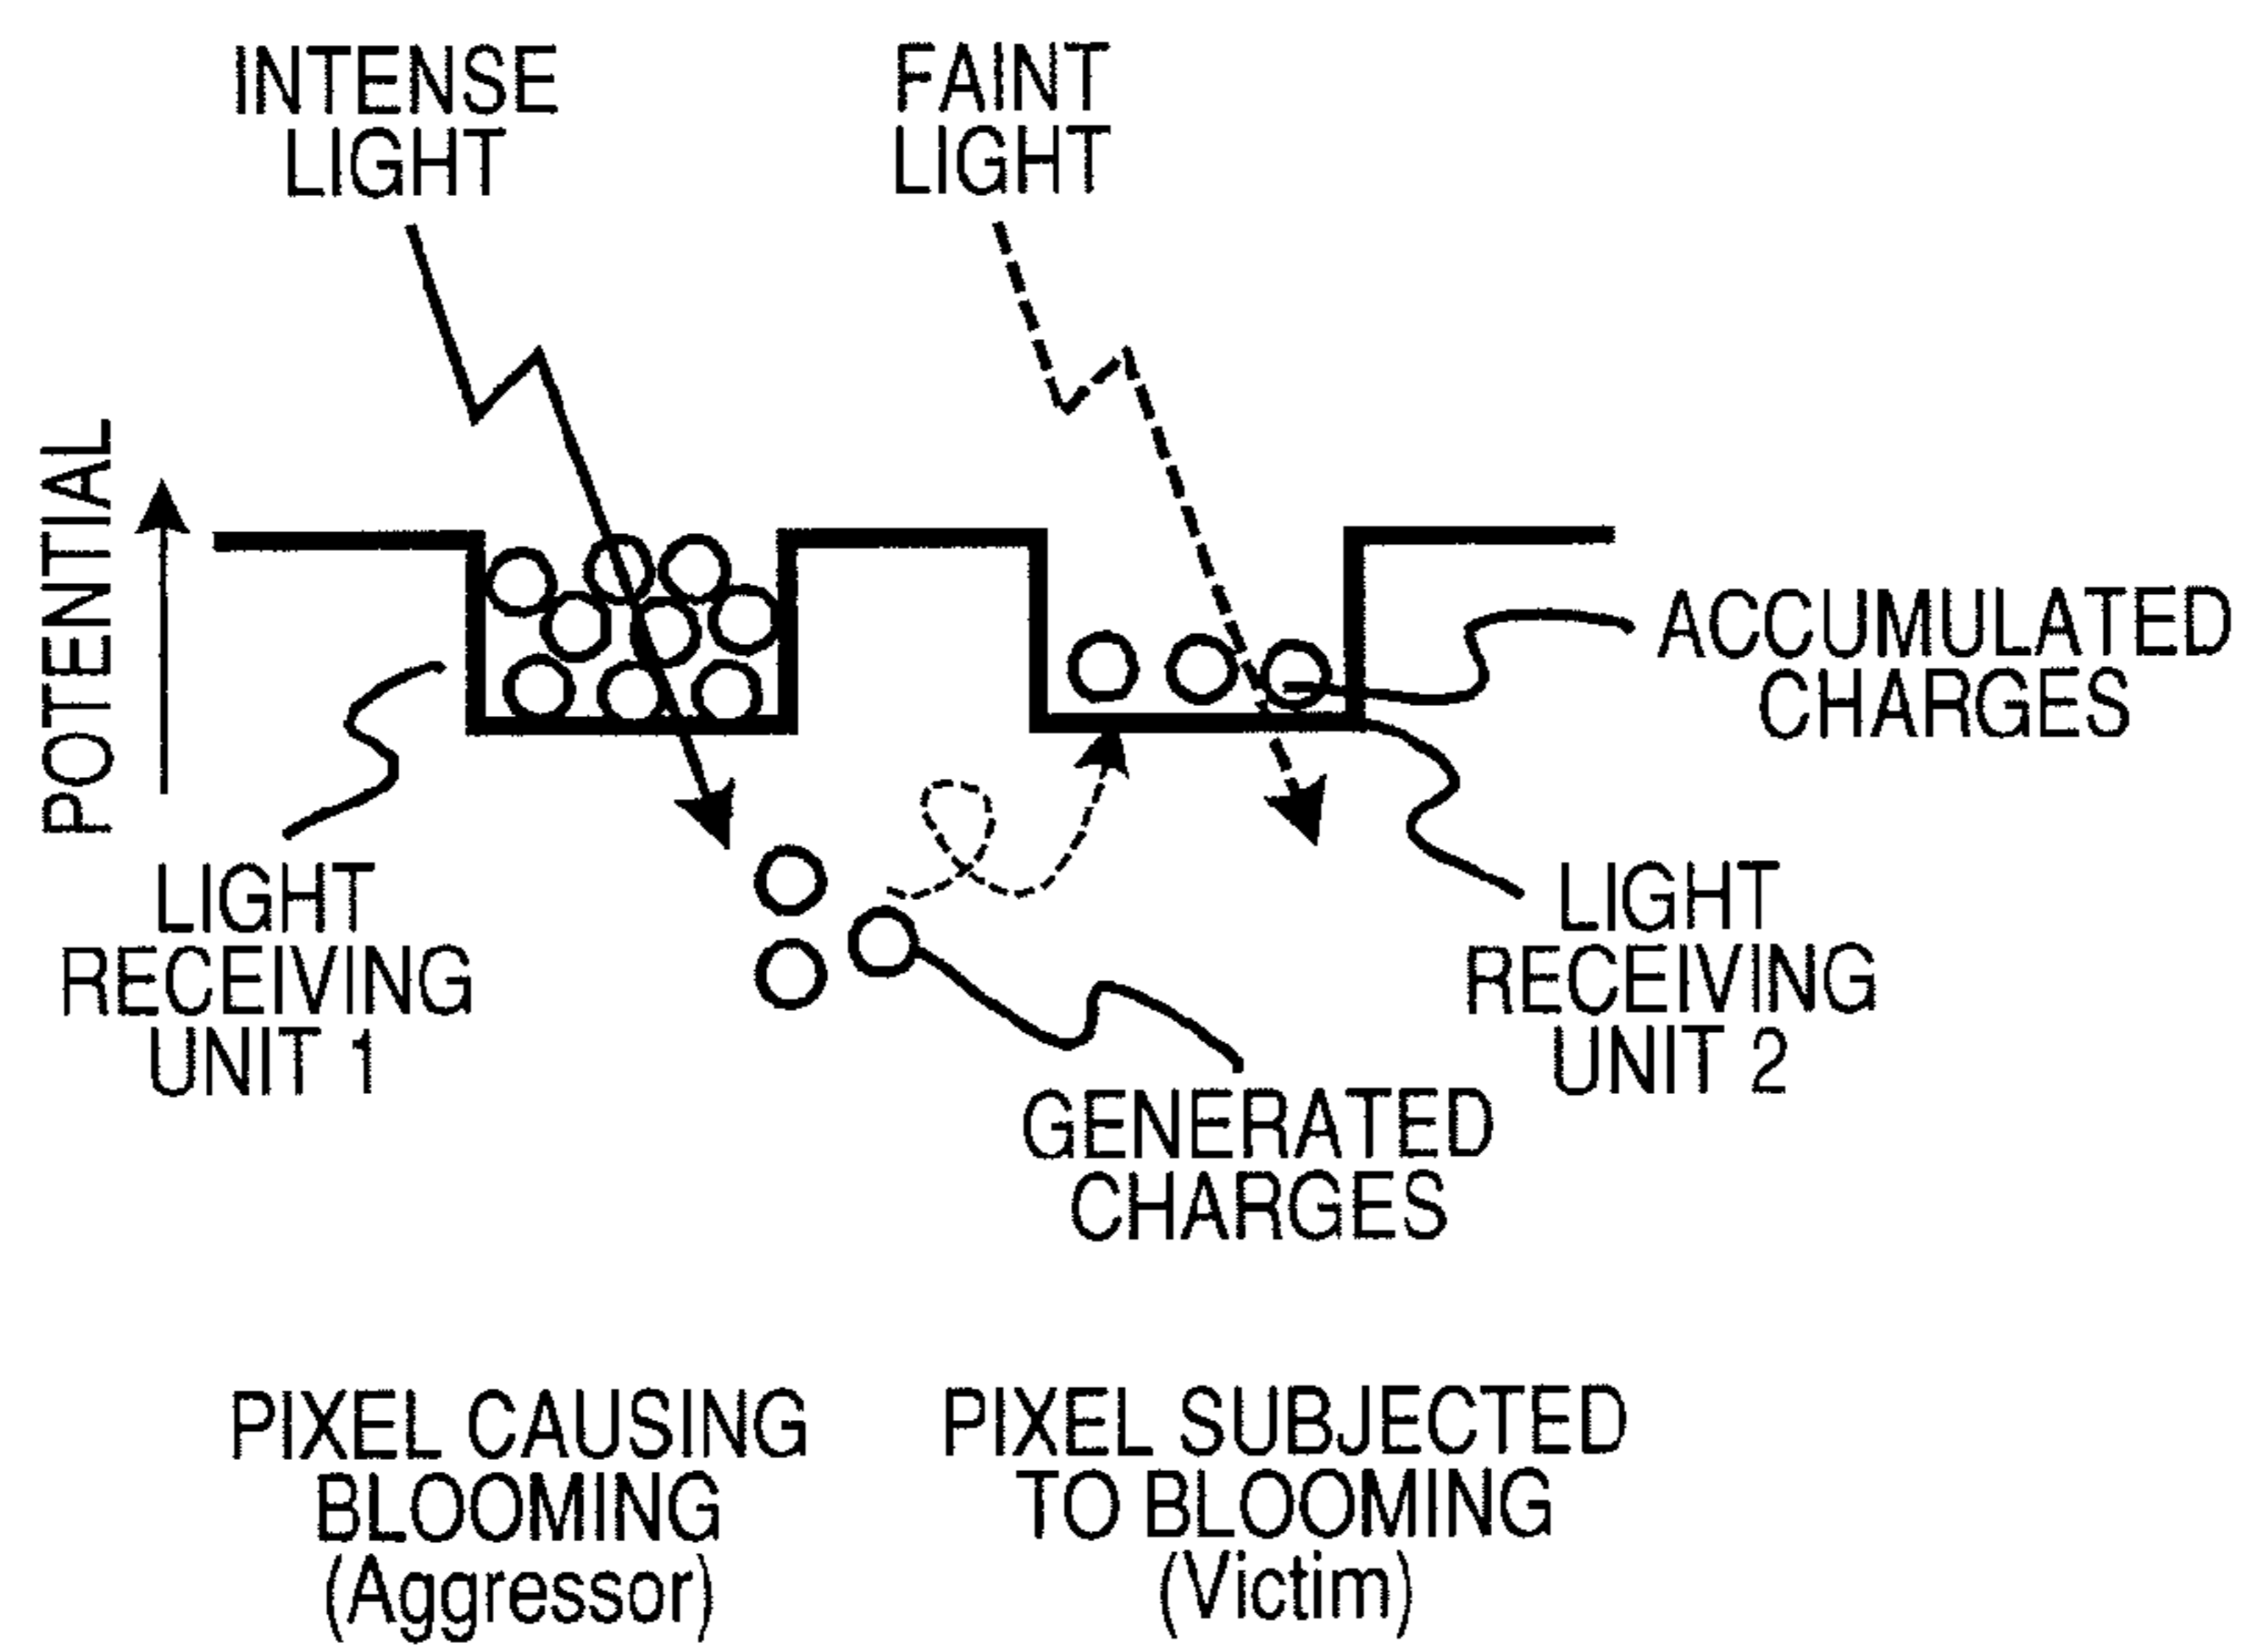 INTENSE
LIGHT
FAINT
LIGHT
POTENTIAL
ACCUMULATED
CHARGES
LIGHT
RECEIVING
UNIT 1
LIGHT
RECEIVING
UNIT 2
GENERATED
CHARGES
PIXEL CAUSING
BLOOMING
(Aggressor)
PIXEL SUBJECTED
TO BLOOMING
(Victim)